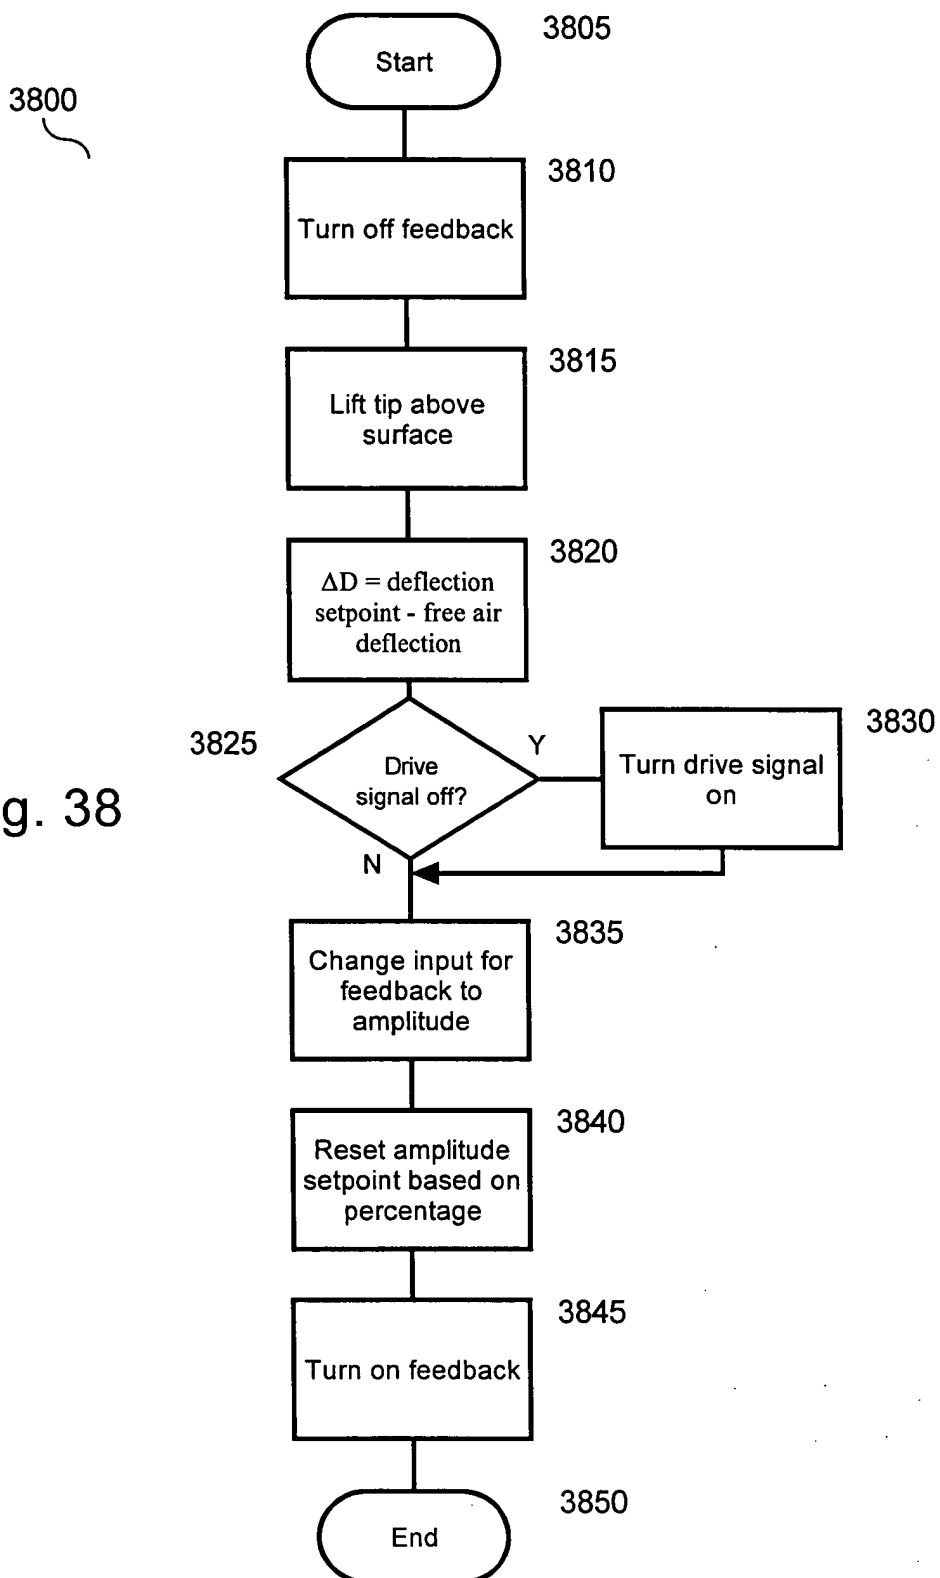 3805
Start
3800
3810
Turn off feedback
3815
Lift tip above
surface
3820
ΔD = deflection
setpoint - free air
deflection
3825
Drive
signal off?
Y
3830
Turn drive signal
on
g. 38
N
3835
Change input for
feedback to
amplitude
3840
Reset amplitude
setpoint based on
percentage
3845
Turn on feedback
3850
End